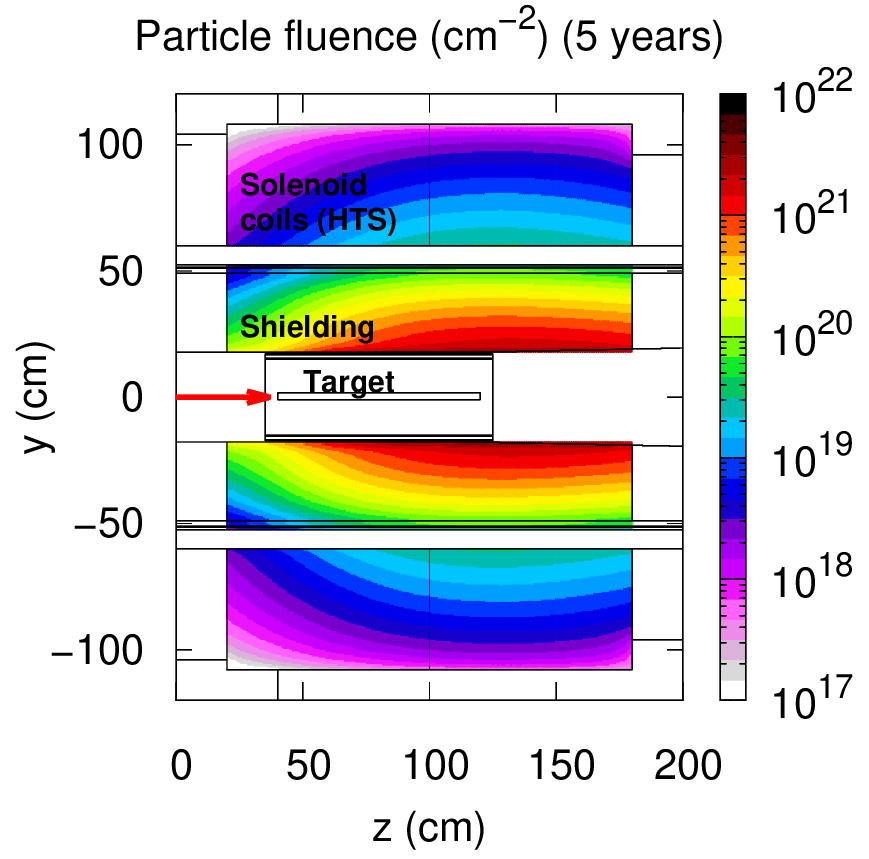 Particle fluence (cm⁻²) (5 years)
10²²
100
Solenoid
coils (HTS)
10²¹
50
Shielding
10²⁰
Target
0
y (cm)
10¹⁹
−50
10¹⁸
−100
10¹⁷
0 50 100 150 200
z (cm)